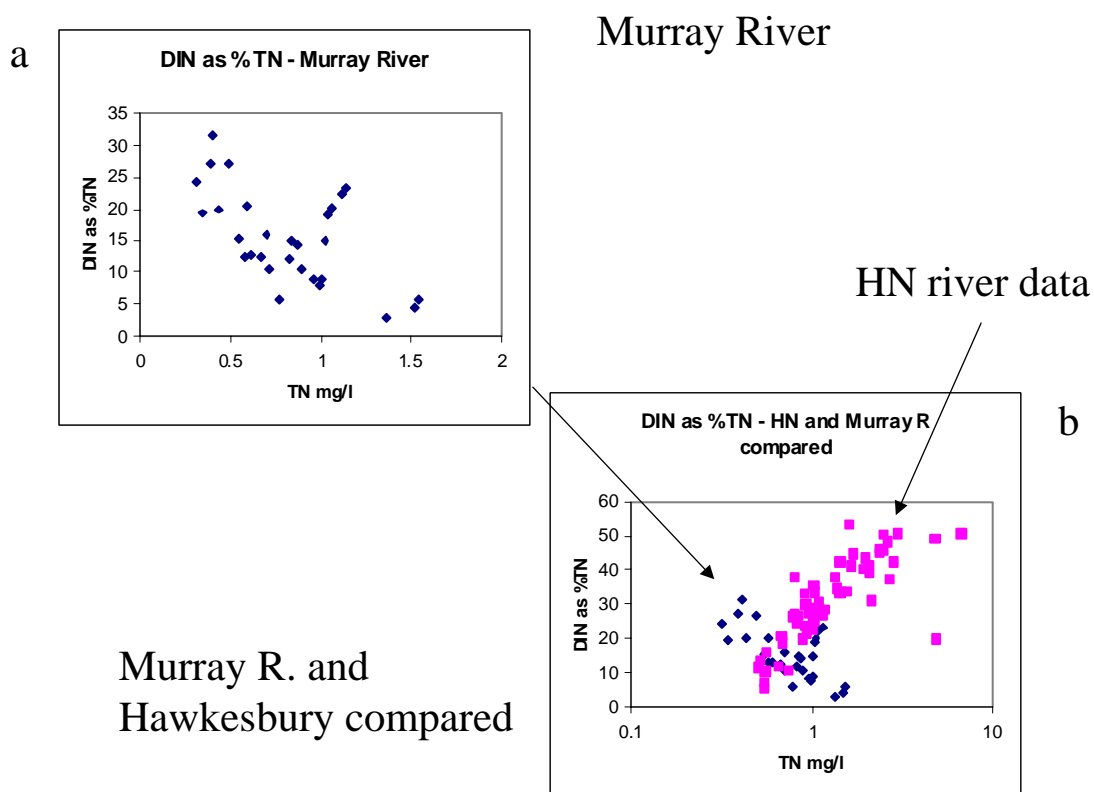 Murray River
a
DIN as %TN - Murray River
35
30
25
20
15
10
5
0
DIN as %TN
0 0.5 1 1.5 2
TN mg/l
HN river data
b
DIN as %TN - HN and Murray R
compared
60
50
40
30
20
10
0
DIN as %TN
0.1 1 10
TN mg/l
Murray R. and
Hawkesbury compared